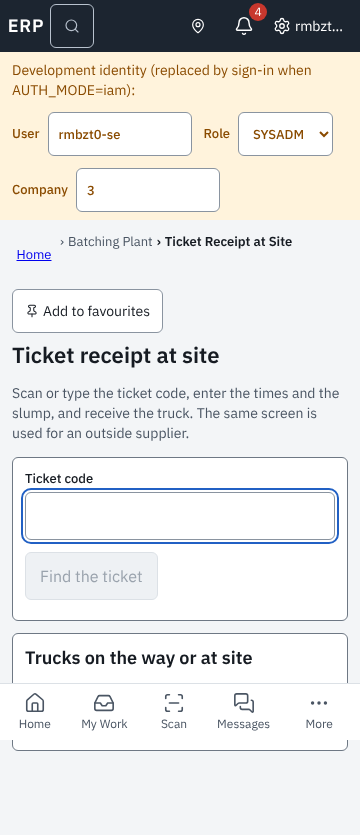 ERP
4
rmbzt...
Development identity (replaced by sign-in when
AUTH_MODE=iam):
User
rmbzt0-se
Role
SYSADM
Company
3
Home
› Batching Plant › Ticket Receipt at Site
Add to favourites
Ticket receipt at site
Scan or type the ticket code, enter the times and the
slump, and receive the truck. The same screen is
used for an outside supplier.
Ticket code
Find the ticket
Trucks on the way or at site
Home
My Work
Scan
Messages
More